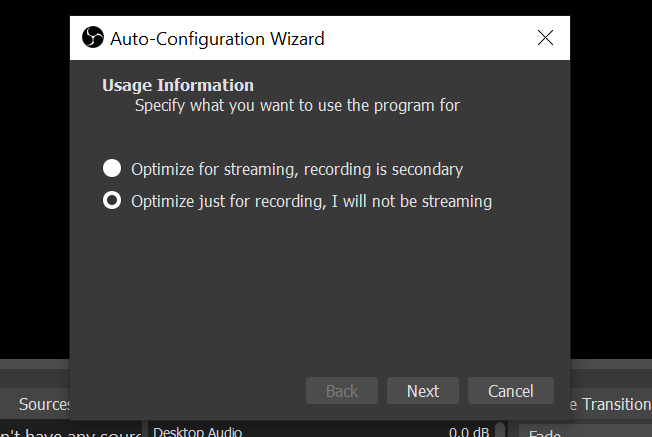 Auto-Configuration Wizard
Usage Information
Specify what you want to use the program for
Optimize for streaming, recording is secondary
Optimize just for recording, I will not be streaming
Back
Next
Cancel
Sources
Transition
n't have any sour
Desktop Audio
0.0 dB
Fade